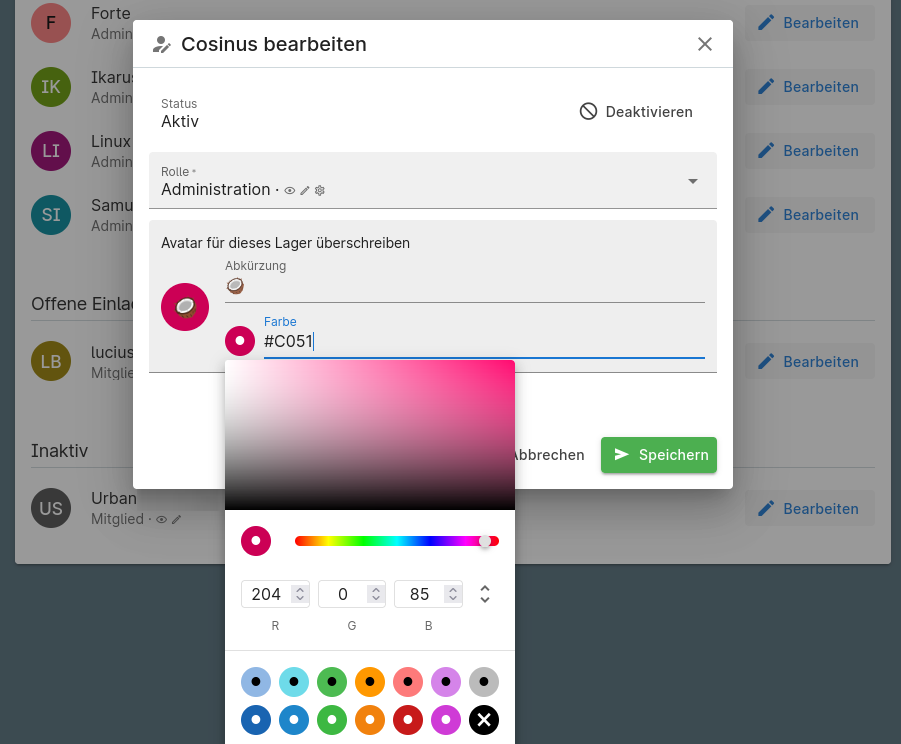 F
Forte
Admin
Bearbeiten
Cosinus bearbeiten
IK
Ikarus
Admin
Bearbeiten
Status
Aktiv
Deaktivieren
LI
Linux
Admin
Bearbeiten
Rolle *
Administration ·
SI
Samu
Admin
Bearbeiten
Avatar für dieses Lager überschreiben
Abkürzung
Offene Einla
Farbe
#C051
LB
lucius
Mitglie
Bearbeiten
Abbrechen
Speichern
Inaktiv
US
Urban
Mitglied ·
Bearbeiten
204
0
85
R
G
B